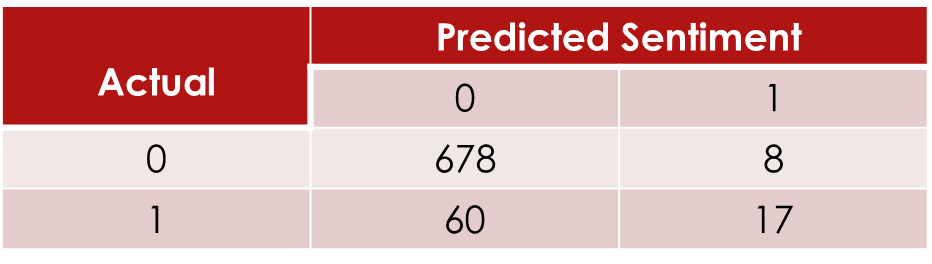 Predicted Sentiment
Actual
0 1
0 678 8
1 60 17